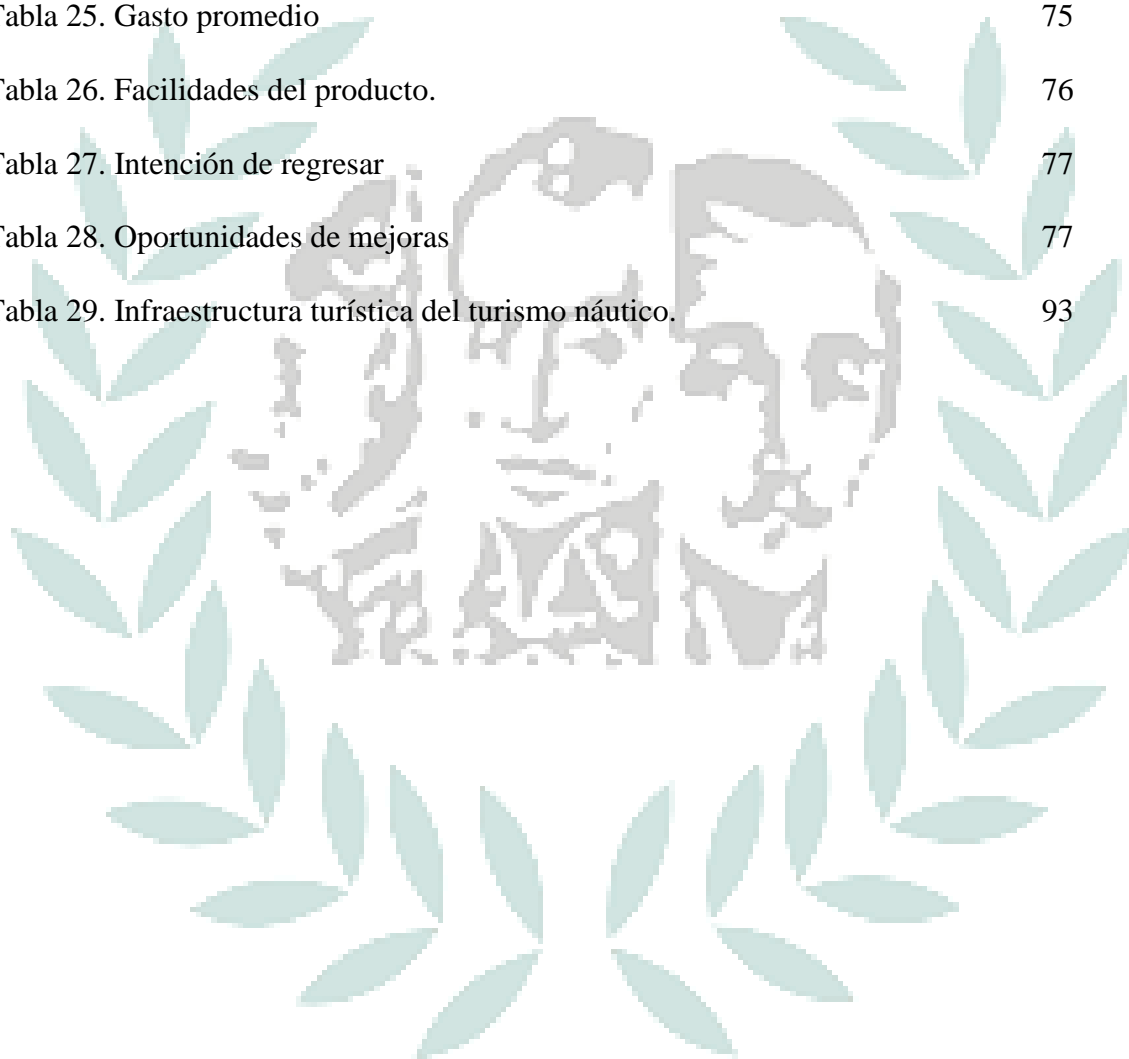 Tabla 25. Gasto promedio 75
Tabla 26. Facilidades del producto. 76
Tabla 27. Intención de regresar 77
Tabla 28. Oportunidades de mejoras 77
Tabla 29. Infraestructura turística del turismo náutico. 93